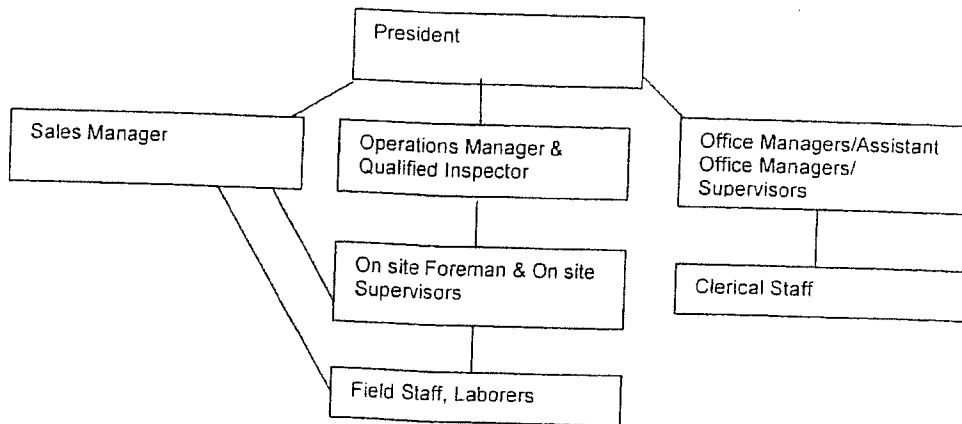 President
Sales Manager
Operations Manager &
Qualified Inspector
Office Managers/Assistant
Office Managers/
Supervisors
On site Foreman & On site
Supervisors
Clerical Staff
Field Staff, Laborers